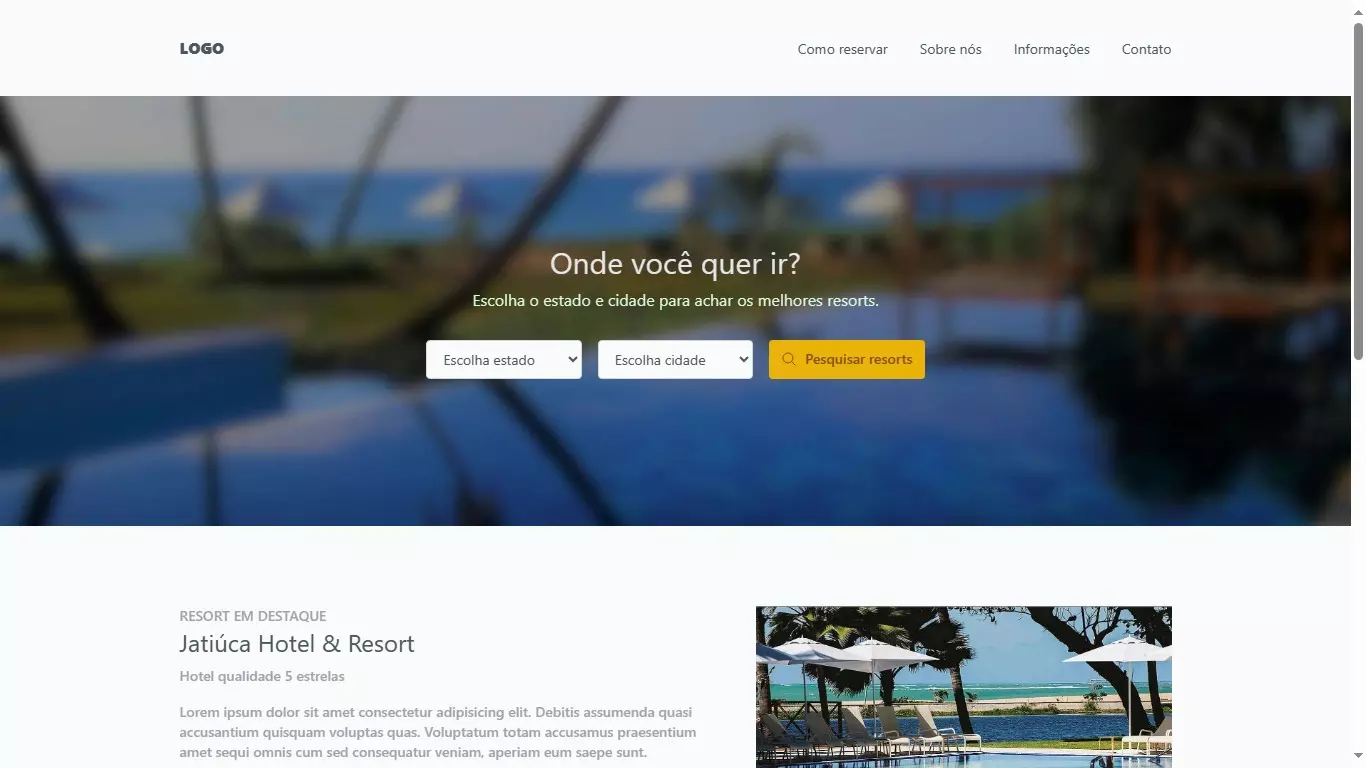 LOGO
Como reservar
Sobre nós
Informações
Contato
Onde você quer ir?
Escolha o estado e cidade para achar os melhores resorts.
Escolha estado
Escolha cidade
Pesquisar resorts
RESORT EM DESTAQUE
Jatiúca Hotel & Resort
Hotel qualidade 5 estrelas
Lorem ipsum dolor sit amet consectetur adipisicing elit. Debitis assumenda quasi
accusantium quisquam voluptas quas. Voluptatum totam accusamus praesentium
amet sequi omnis cum sed consequatur veniam, aperiam eum saepe sunt.